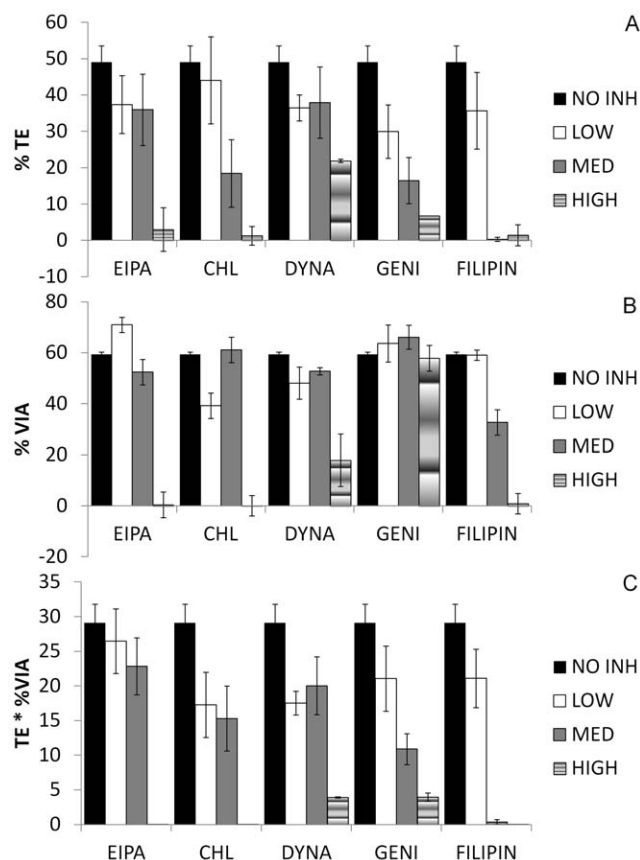 A
% TE
60
50
40
30
20
10
0
-10
EIPA CHL DYNA GENI FILIPIN
NO INH
LOW
MED
HIGH
B
% VIA
80
60
40
20
0
-20
EIPA CHL DYNA GENI FILIPIN
NO INH
LOW
MED
HIGH
C
TE * %VIA
35
30
25
20
15
10
5
0
EIPA CHL DYNA GENI FILIPIN
NO INH
LOW
MED
HIGH